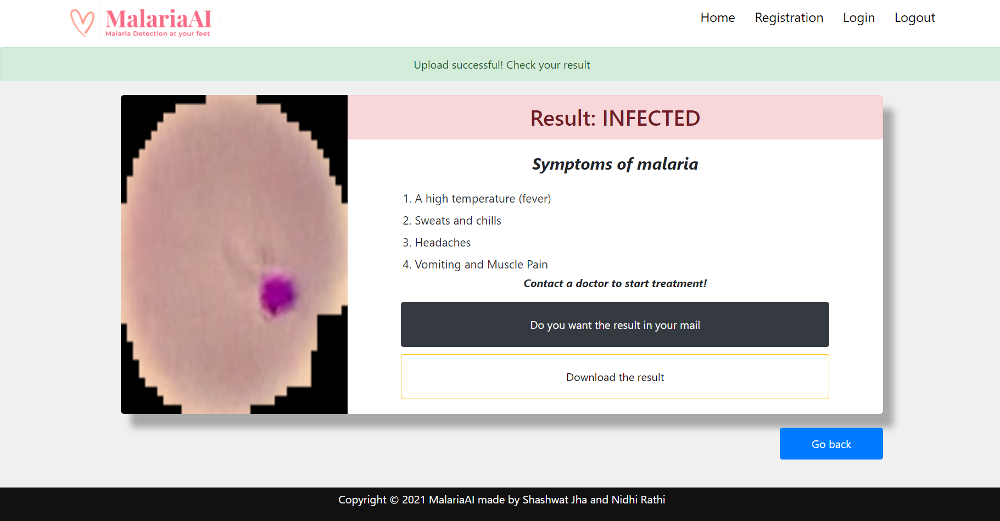 MalariaAI
Malaria Detection at your feet
Home Registration Login Logout
Upload successful! Check your result
Result: INFECTED
Symptoms of malaria
1. A high temperature (fever)
2. Sweats and chills
3. Headaches
4. Vomiting and Muscle Pain
Contact a doctor to start treatment!
Do you want the result in your mail
Download the result
Go back
Copyright © 2021 MalariaAI made by Shashwat Jha and Nidhi Rathi